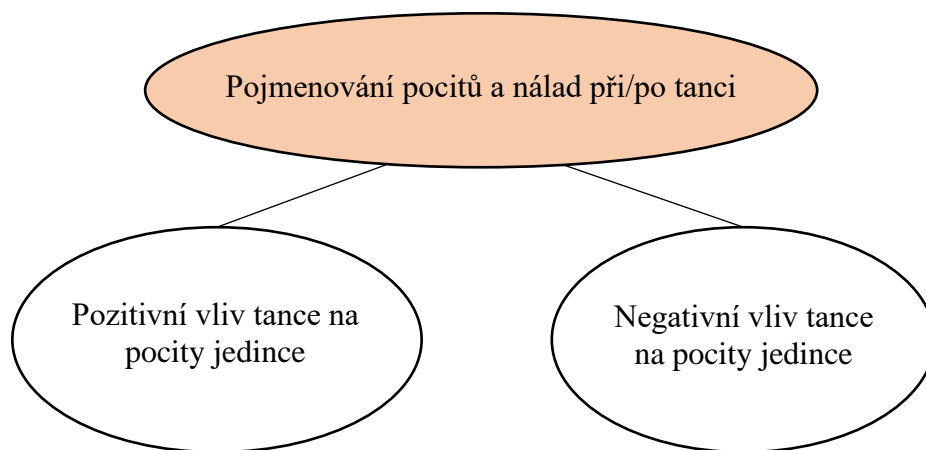 Pojmenování pocitů a nálad při/po tanci
Pozitivní vliv tance na
pocity jedince
Negativní vliv tance
na pocity jedince